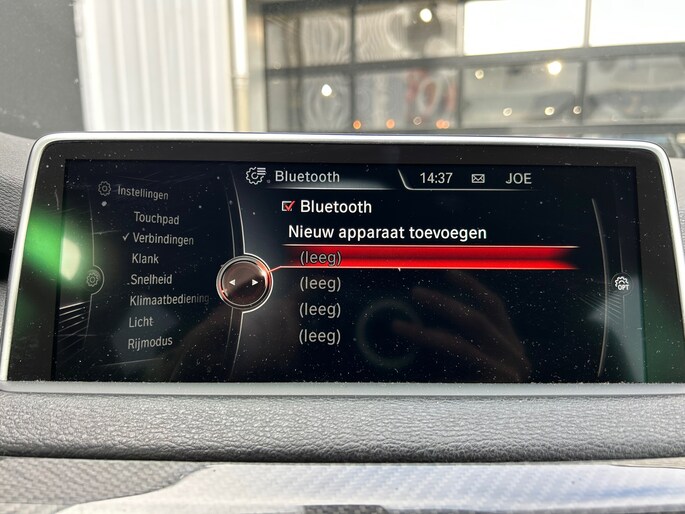 Bluetooth
14:37
JOE
Instellingen
Touchpad
Verbindingen
Klank
Snelheid
Klimaatbediening
Licht
Rijmodus
Bluetooth
Nieuw apparaat toevoegen
(leeg)
(leeg)
(leeg)
(leeg)
OPT